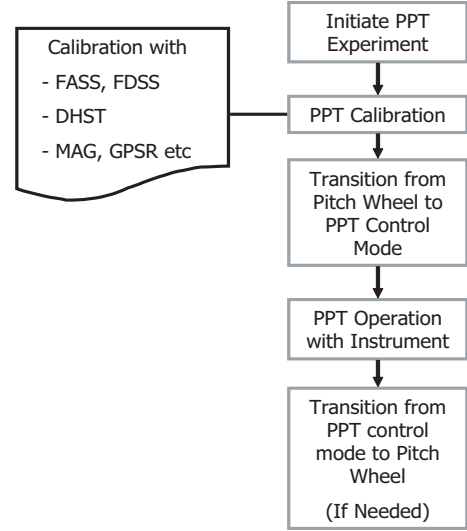 Calibration with
- FASS, FDSS
- DHST
- MAG, GPSR etc
Initiate PPT
Experiment
PPT Calibration
Transition from
Pitch Wheel to
PPT Control
Mode
PPT Operation
with Instrument
Transition from
PPT control
mode to Pitch
Wheel
(If Needed)